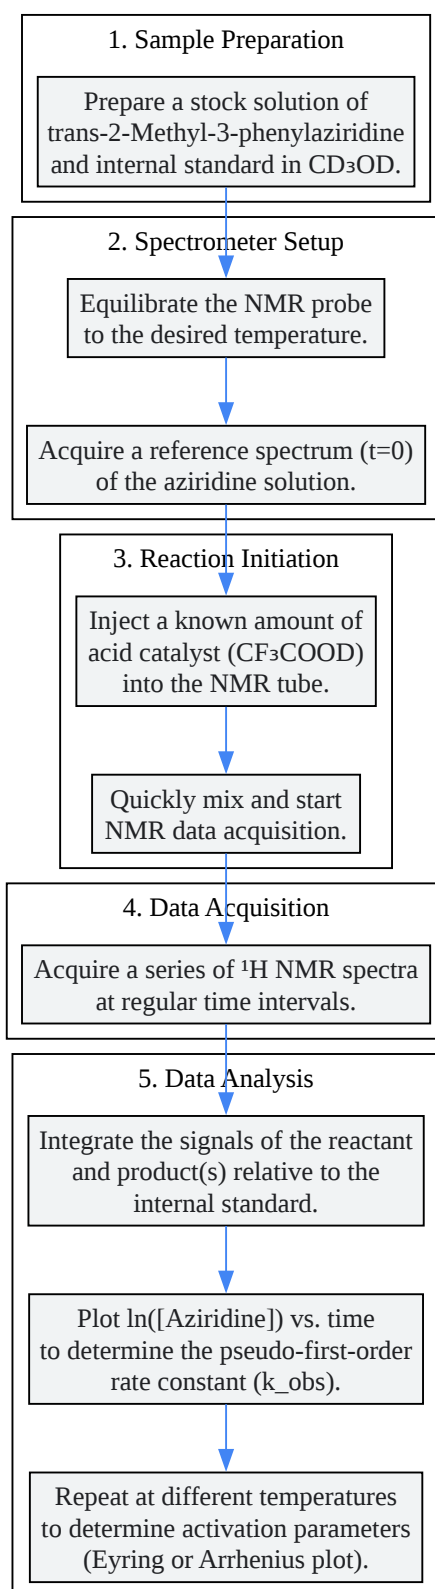 1. Sample Preparation
Prepare a stock solution of
trans-2-Methyl-3-phenylaziridine
and internal standard in CD₃OD.
2. Spectrometer Setup
Equilibrate the NMR probe
to the desired temperature.
Acquire a reference spectrum (t=0)
of the aziridine solution.
3. Reaction Initiation
Inject a known amount of
acid catalyst (CF₃COOD)
into the NMR tube.
Quickly mix and start
NMR data acquisition.
4. Data Acquisition
Acquire a series of ¹H NMR spectra
at regular time intervals.
5. Data Analysis
Integrate the signals of the reactant
and product(s) relative to the
internal standard.
Plot ln([Aziridine]) vs. time
to determine the pseudo-first-order
rate constant (k_obs).
Repeat at different temperatures
to determine activation parameters
(Eyring or Arrhenius plot).